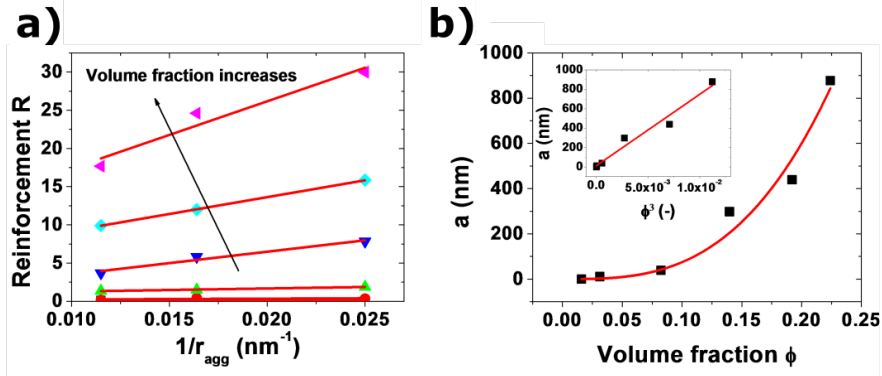 a)
Volume fraction increases
Reinforcement R
30
25
20
15
10
5
0
0.010 0.015 0.020 0.025
1/r_agg (nm⁻¹)
b)
a (nm)
1000
800
600
400
200
0
0.00 0.05 0.10 0.15 0.20 0.25
Volume fraction ϕ
a (nm)
1000
800
600
400
200
0
0.0 5.0x10⁻³ 1.0x10⁻²
ϕ³ (-)